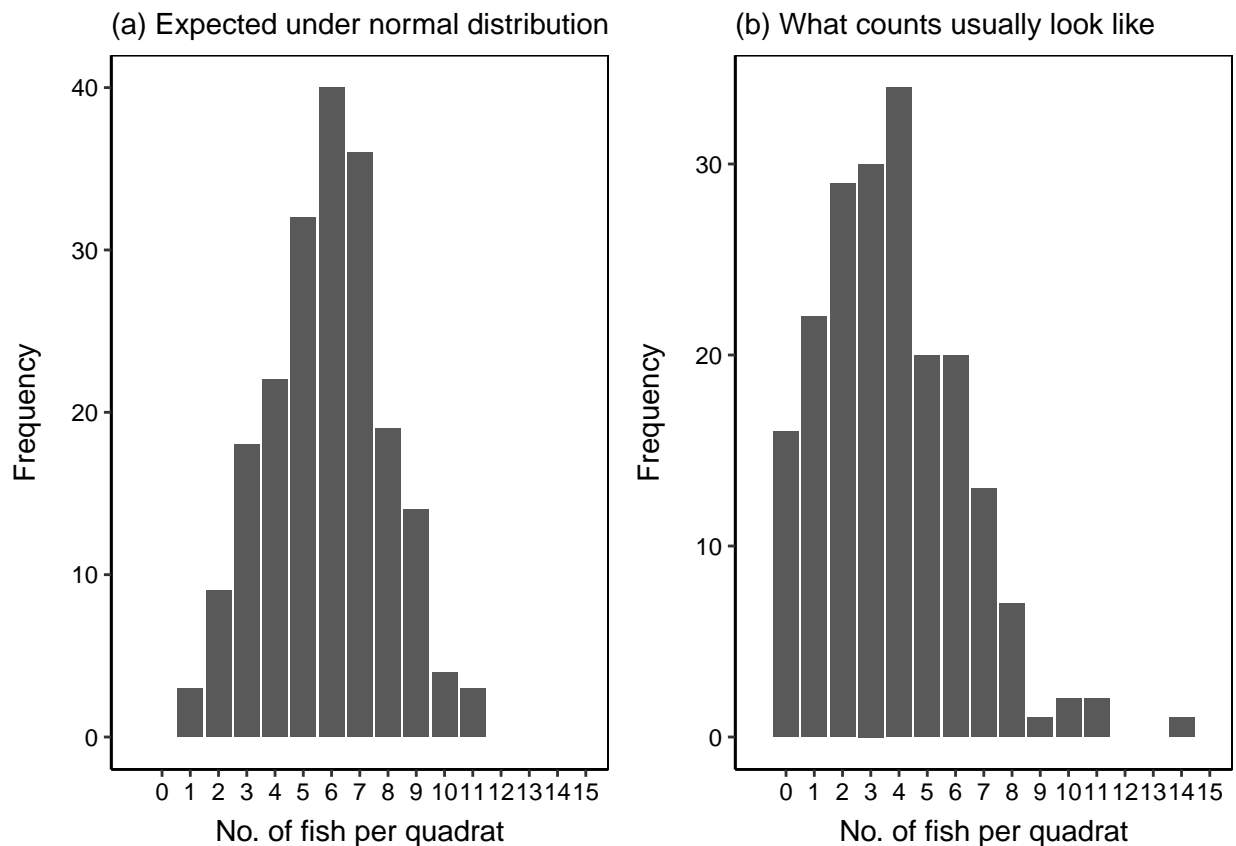 (a) Expected under normal distribution
40
30
20
10
0
Frequency
0 1 2 3 4 5 6 7 8 9 10 11 12 13 14 15
No. of fish per quadrat
(b) What counts usually look like
30
20
10
0
Frequency
0 1 2 3 4 5 6 7 8 9 10 11 12 13 14 15
No. of fish per quadrat